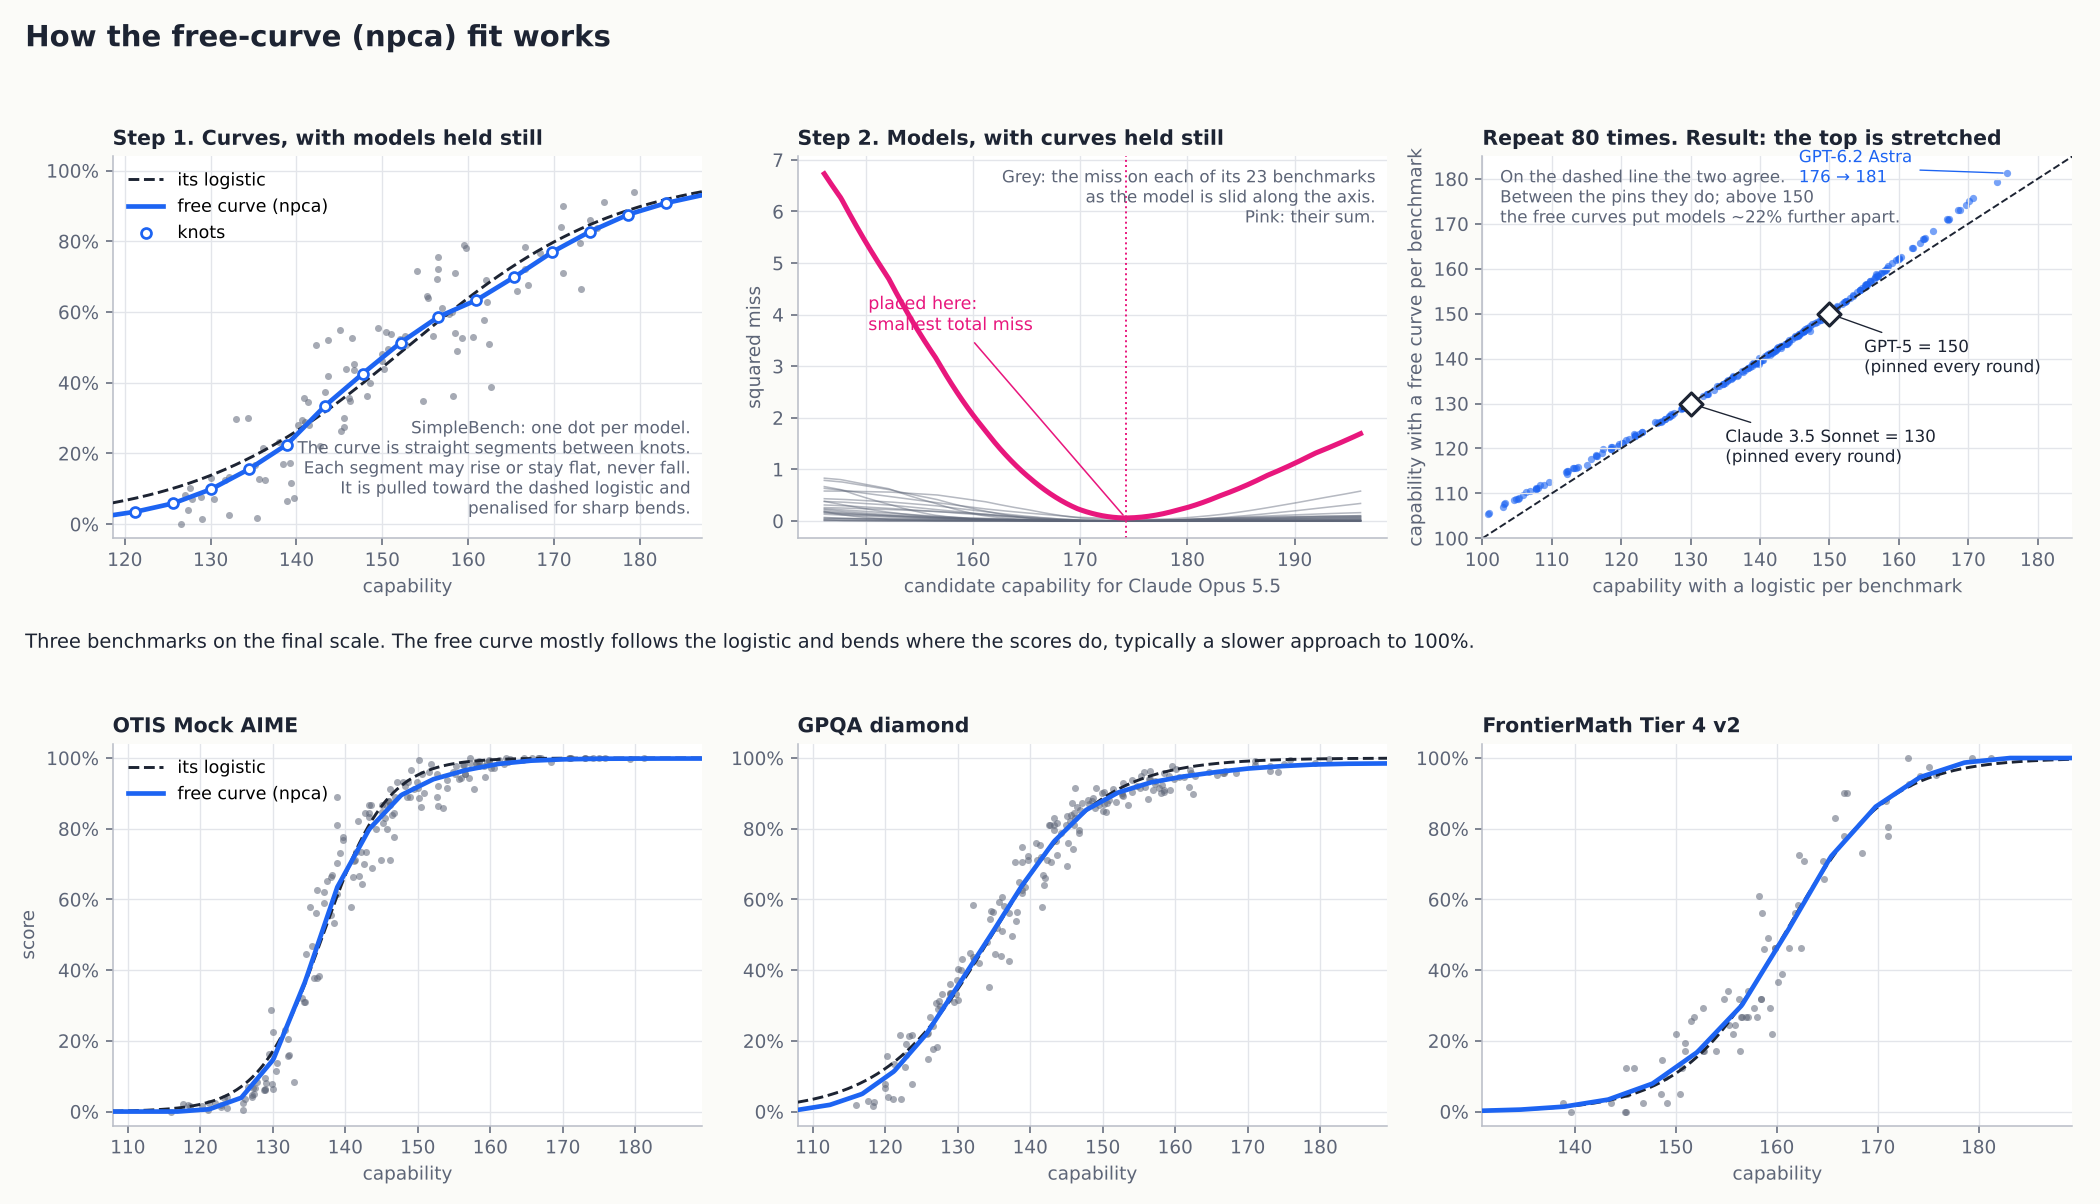 How the free-curve (npca) fit works
Step 1. Curves, with models held still
100%
80%
60%
40%
20%
0%
its logistic
free curve (npca)
knots
SimpleBench: one dot per model.
The curve is straight segments between knots.
Each segment may rise or stay flat, never fall.
It is pulled toward the dashed logistic and
penalised for sharp bends.
120 130 140 150 160 170 180
capability
Step 2. Models, with curves held still
squared miss
7
6
5
4
3
2
1
0
Grey: the miss on each of its 23 benchmarks
as the model is slid along the axis.
Pink: their sum.
placed here:
smallest total miss
150 160 170 180 190
candidate capability for Claude Opus 5.5
Repeat 80 times. Result: the top is stretched
capability with a free curve per benchmark
180
170
160
150
140
130
120
110
100
GPT-6.2 Astra
176 → 181
On the dashed line the two agree.
Between the pins they do; above 150
the free curves put models ~22% further apart.
GPT-5 = 150
(pinned every round)
Claude 3.5 Sonnet = 130
(pinned every round)
100 110 120 130 140 150 160 170 180
capability with a logistic per benchmark
Three benchmarks on the final scale. The free curve mostly follows the logistic and bends where the scores do, typically a slower approach to 100%.
OTIS Mock AIME
score
100%
80%
60%
40%
20%
0%
its logistic
free curve (npca)
110 120 130 140 150 160 170 180
capability
GPQA diamond
100%
80%
60%
40%
20%
0%
110 120 130 140 150 160 170 180
capability
FrontierMath Tier 4 v2
100%
80%
60%
40%
20%
0%
140 150 160 170 180
capability